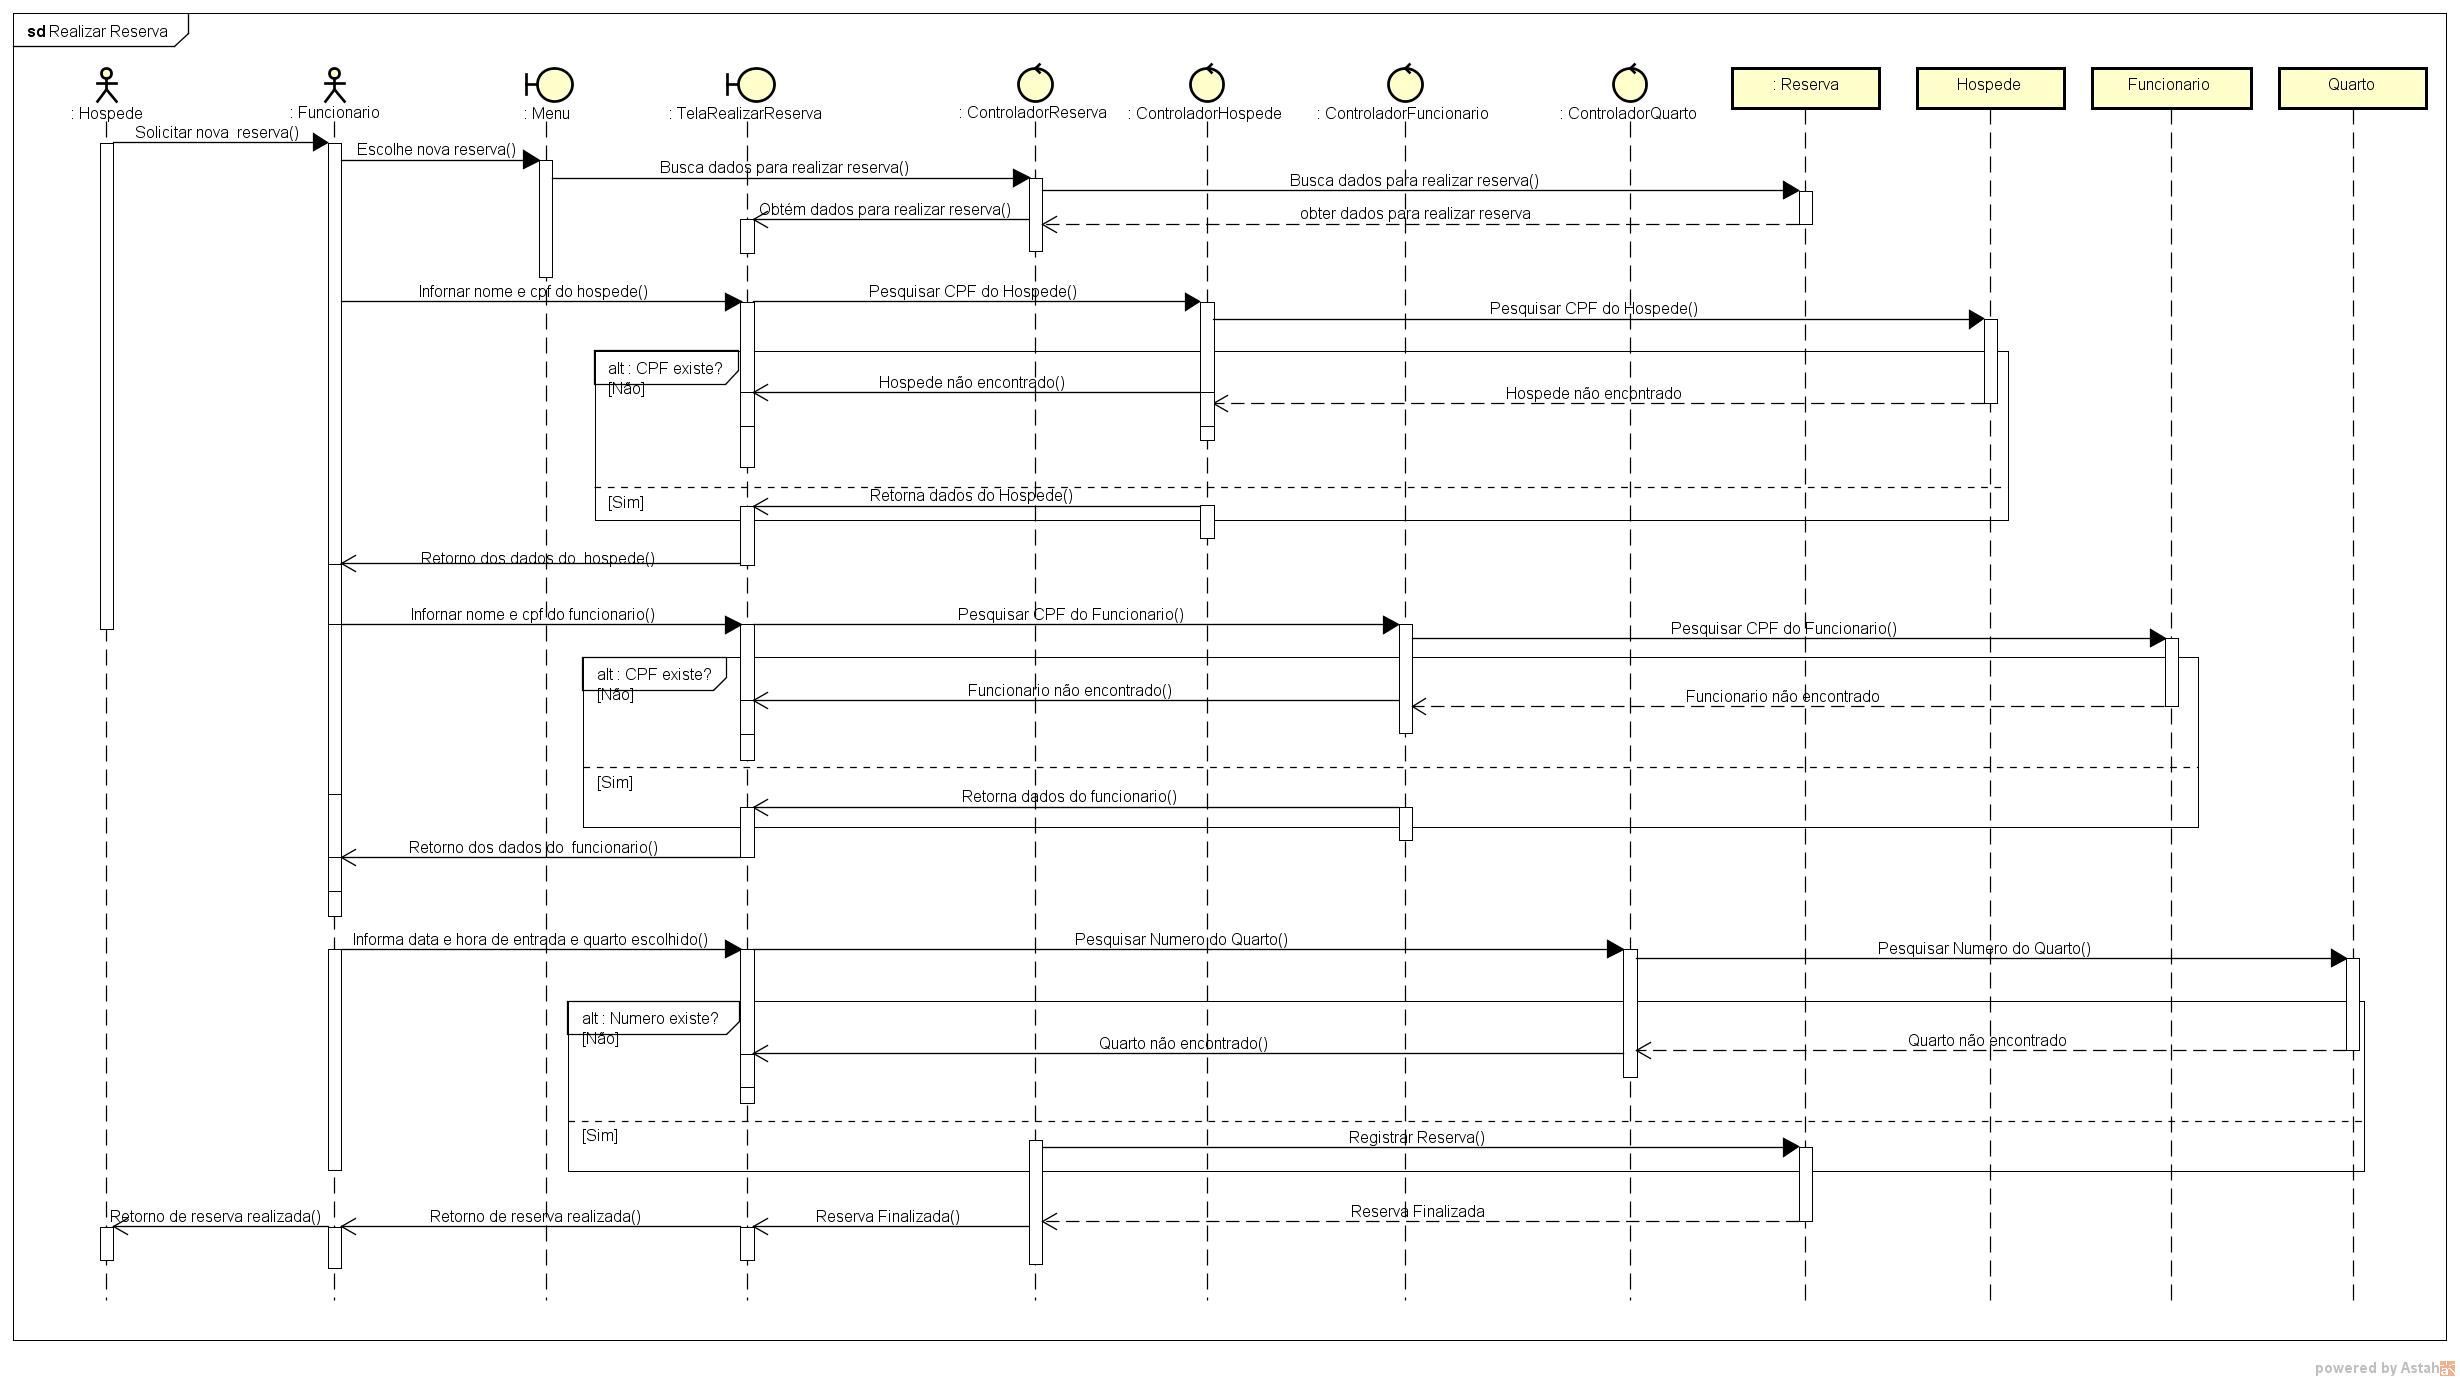 sd Realizar Reserva
: Hospede
: Funcionario
: Menu
: TelaRealizarReserva
: ControladorReserva
: ControladorHospede
: ControladorFuncionario
: ControladorQuarto
: Reserva
Hospede
Funcionario
Quarto
Solicitar nova  reserva()
Escolhe nova reserva()
Busca dados para realizar reserva()
Busca dados para realizar reserva()
Obtém dados para realizar reserva()
obter dados para realizar reserva
Infornar nome e cpf do hospede()
Pesquisar CPF do Hospede()
Pesquisar CPF do Hospede()
alt : CPF existe?
[Não]
Hospede não encontrado()
Hospede não encontrado
[Sim]
Retorna dados do Hospede()
Retorno dos dados do  hospede()
Infornar nome e cpf do funcionario()
Pesquisar CPF do Funcionario()
Pesquisar CPF do Funcionario()
alt : CPF existe?
[Não]
Funcionario não encontrado()
Funcionario não encontrado
[Sim]
Retorna dados do funcionario()
Retorno dos dados do  funcionario()
Informa data e hora de entrada e quarto escolhido()
Pesquisar Numero do Quarto()
Pesquisar Numero do Quarto()
alt : Numero existe?
[Não]
Quarto não encontrado()
Quarto não encontrado
[Sim]
Registrar Reserva()
Retorno de reserva realizada()
Retorno de reserva realizada()
Reserva Finalizada()
Reserva Finalizada
powered by Astah